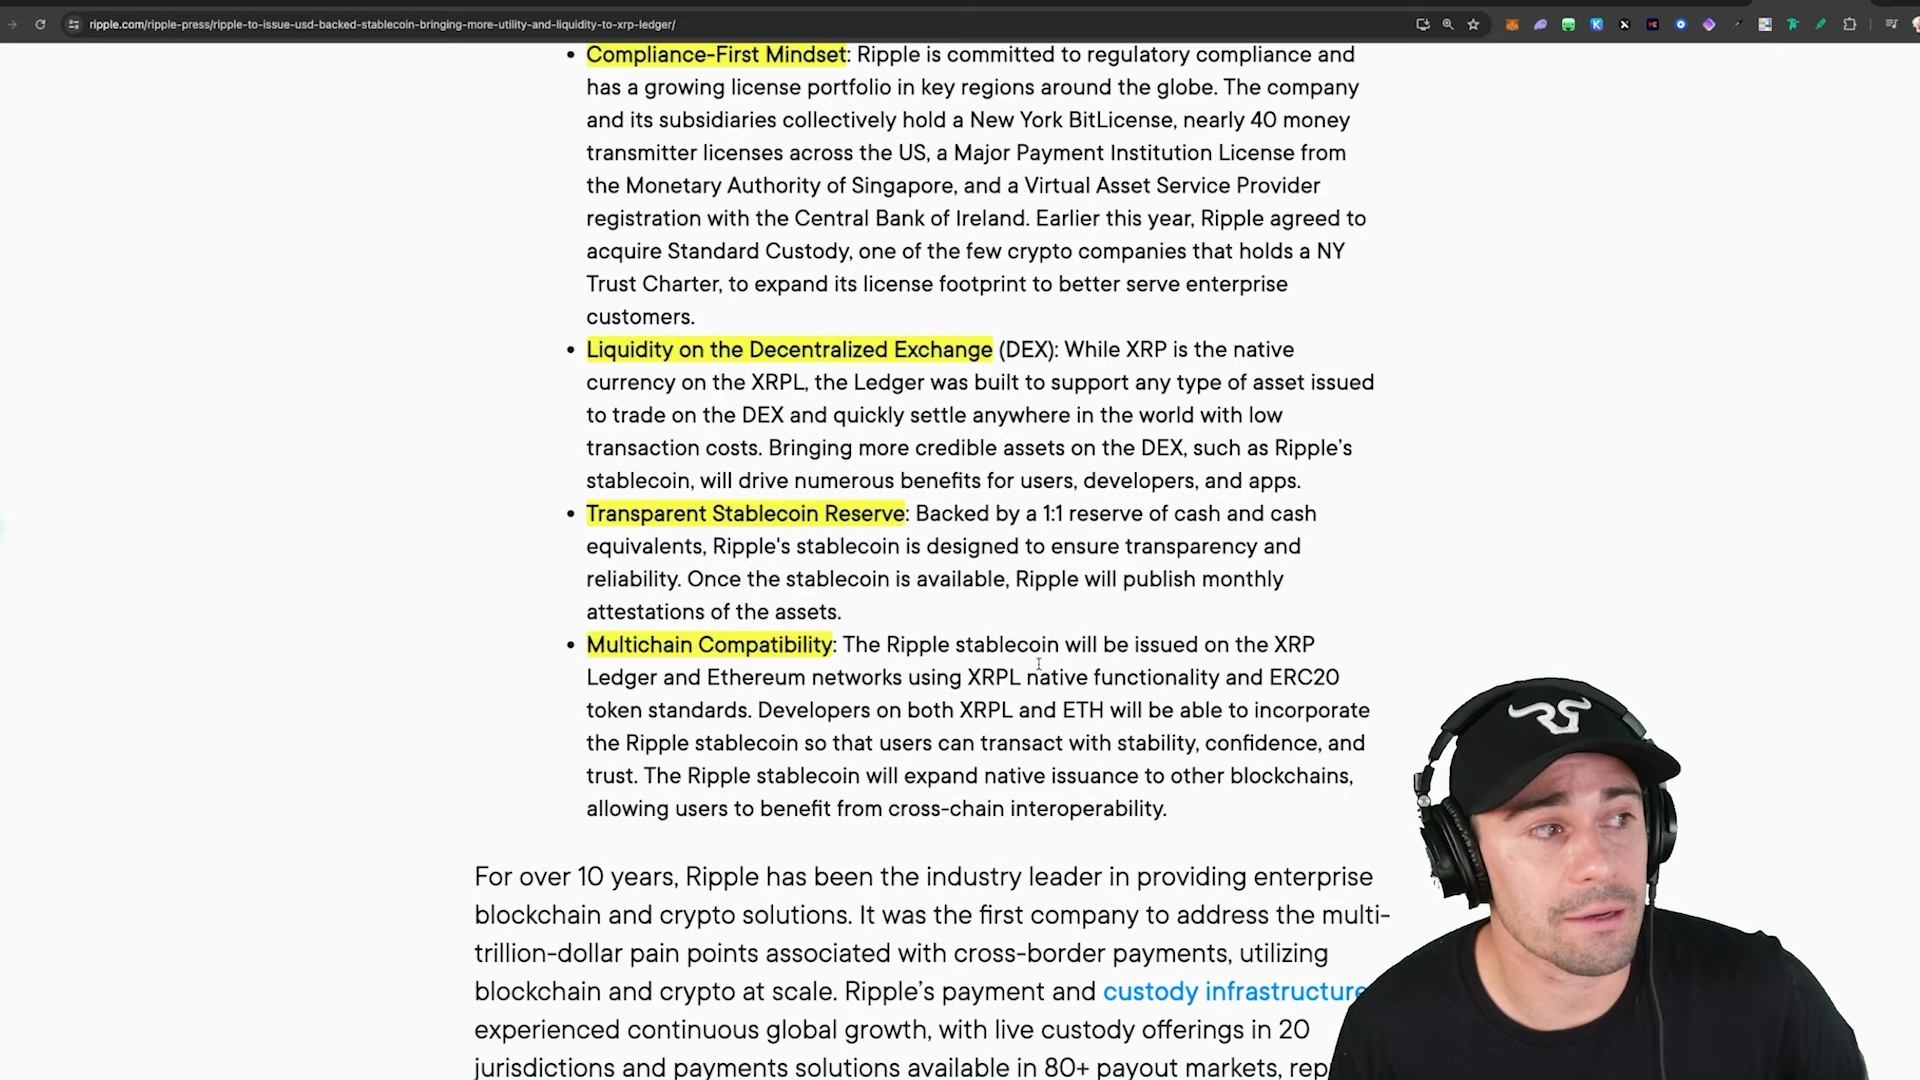 ripple.com/ripple-press/ripple-to-issue-usd-backed-stablecoin-bringing-more-utility-and-liquidity-to-xrp-ledger/
• Compliance-First Mindset: Ripple is committed to regulatory compliance and
has a growing license portfolio in key regions around the globe. The company
and its subsidiaries collectively hold a New York BitLicense, nearly 40 money
transmitter licenses across the US, a Major Payment Institution License from
the Monetary Authority of Singapore, and a Virtual Asset Service Provider
registration with the Central Bank of Ireland. Earlier this year, Ripple agreed to
acquire Standard Custody, one of the few crypto companies that holds a NY
Trust Charter, to expand its license footprint to better serve enterprise
customers.
• Liquidity on the Decentralized Exchange (DEX): While XRP is the native
currency on the XRPL, the Ledger was built to support any type of asset issued
to trade on the DEX and quickly settle anywhere in the world with low
transaction costs. Bringing more credible assets on the DEX, such as Ripple’s
stablecoin, will drive numerous benefits for users, developers, and apps.
• Transparent Stablecoin Reserve: Backed by a 1:1 reserve of cash and cash
equivalents, Ripple's stablecoin is designed to ensure transparency and
reliability. Once the stablecoin is available, Ripple will publish monthly
attestations of the assets.
• Multichain Compatibility: The Ripple stablecoin will be issued on the XRP
Ledger and Ethereum networks using XRPL native functionality and ERC20
token standards. Developers on both XRPL and ETH will be able to incorporate
the Ripple stablecoin so that users can transact with stability, confidence, and
trust. The Ripple stablecoin will expand native issuance to other blockchains,
allowing users to benefit from cross-chain interoperability.
For over 10 years, Ripple has been the industry leader in providing enterprise
blockchain and crypto solutions. It was the first company to address the multi-
trillion-dollar pain points associated with cross-border payments, utilizing
blockchain and crypto at scale. Ripple’s payment and custody infrastructure
experienced continuous global growth, with live custody offerings in 20
jurisdictions and payments solutions available in 80+ payout markets, rep